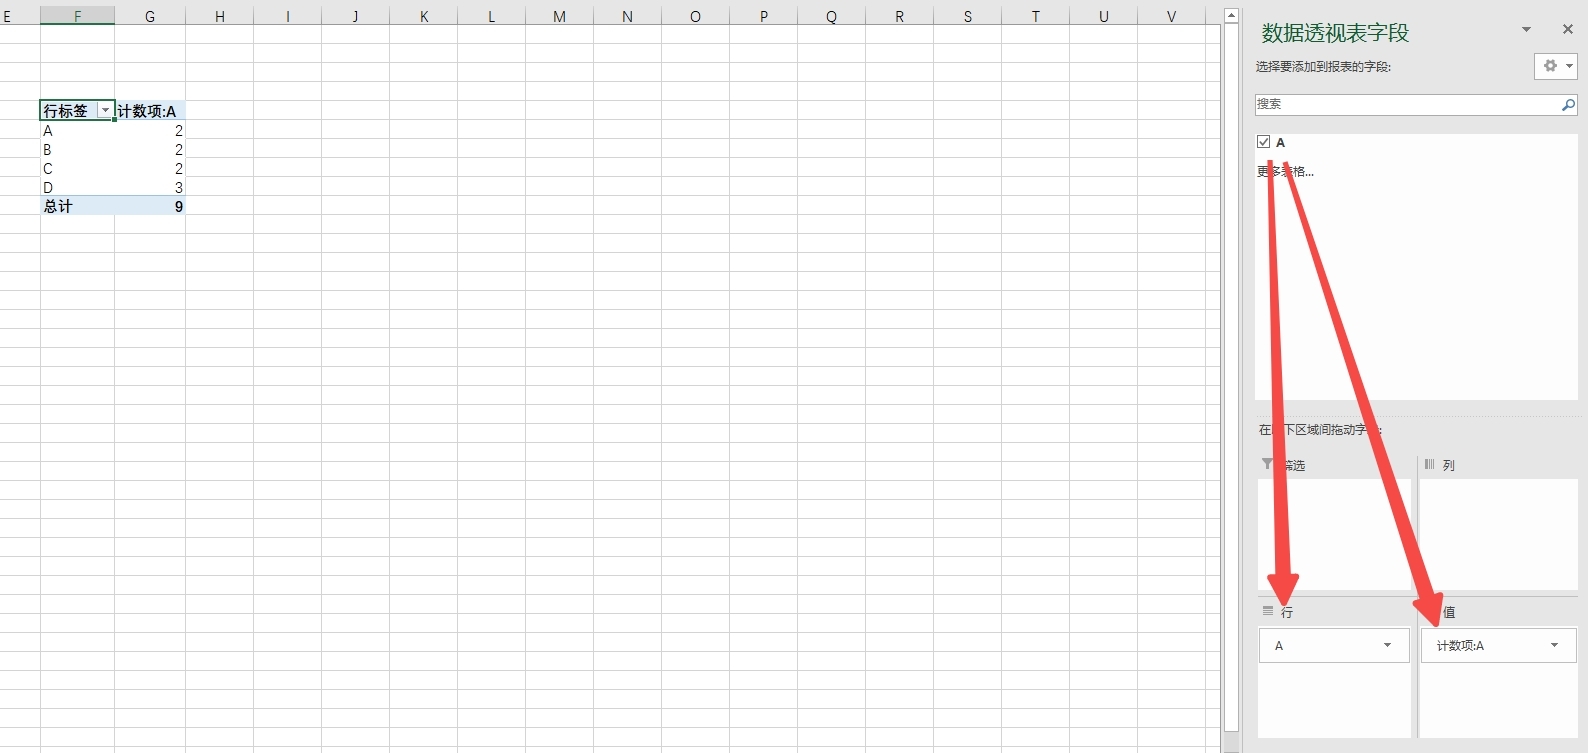 E F G H I J K L M N O P Q R S T U V
行标签 计数项:A
A 2
B 2
C 2
D 3
总计 9
数据透视表字段
选择要添加到报表的字段:
搜索
A
更多表格...
在以下区域间拖动字段:
筛选
列
行
值
A
计数项:A